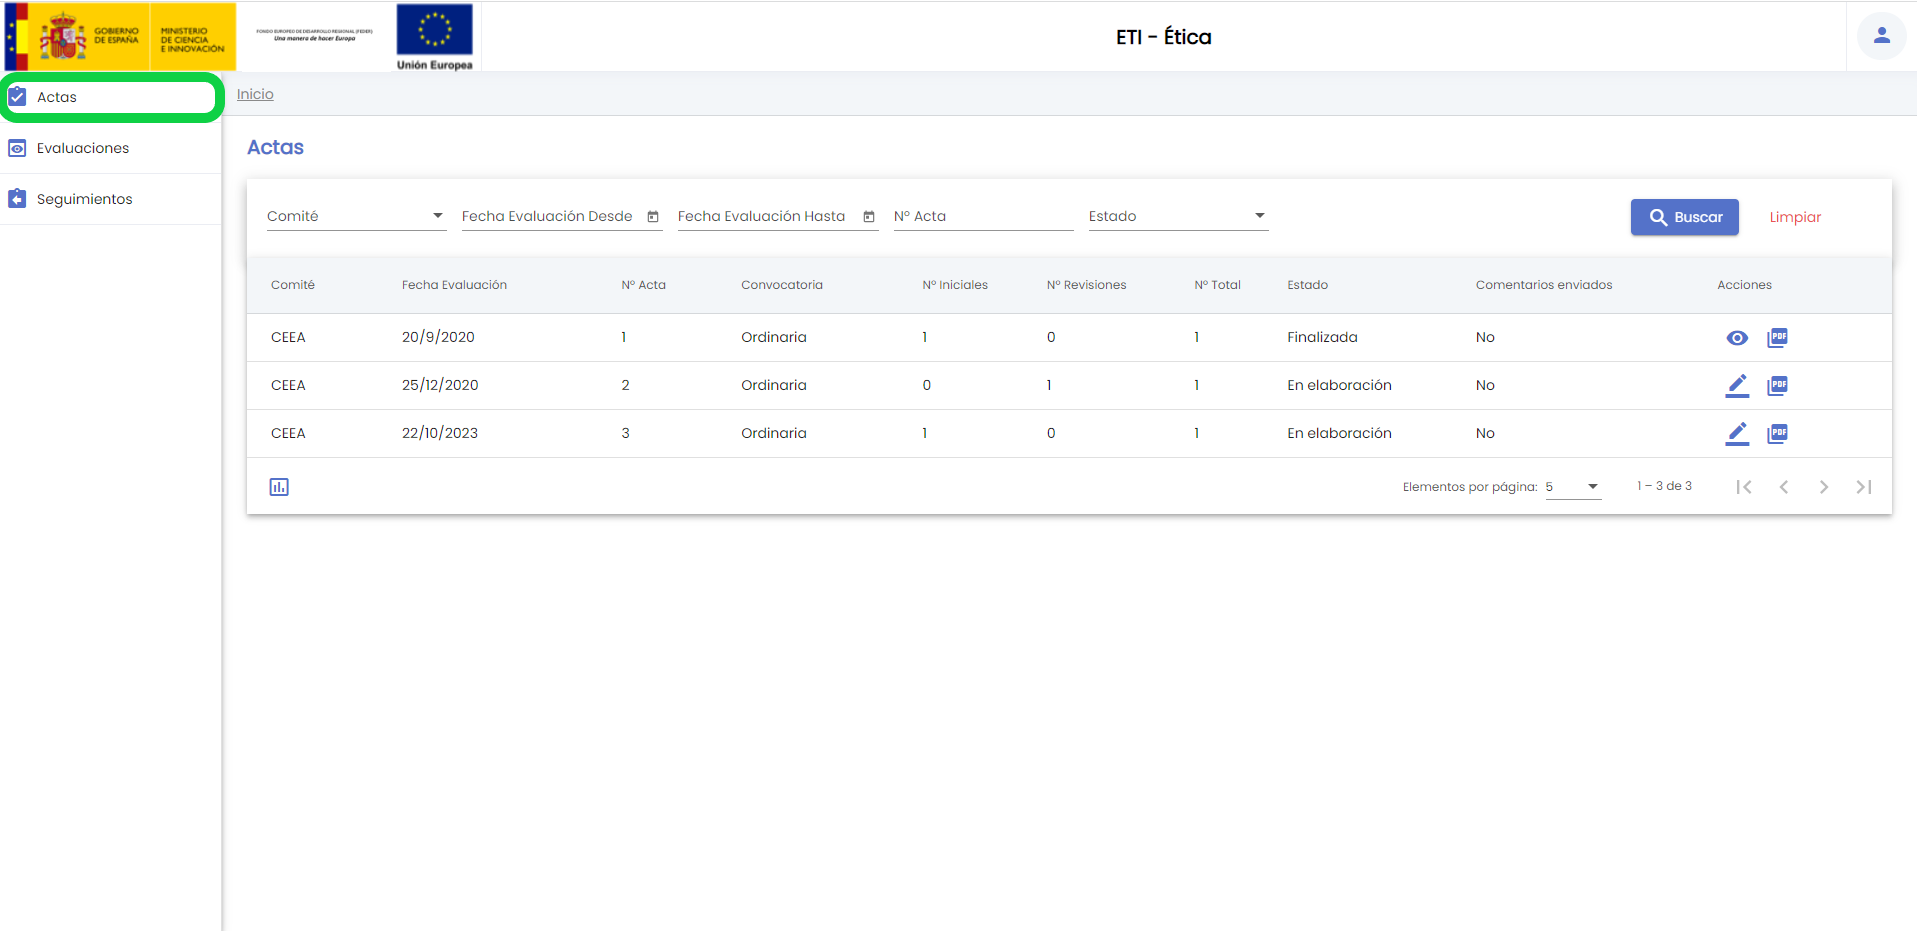 GOBIERNO
DE ESPAÑA
MINISTERIO
DE CIENCIA
E INNOVACIÓN
FONDO EUROPEO DE DESARROLLO REGIONAL (FEDER)
Una manera de hacer Europa
Unión Europea
ETI - Ética
Actas
Evaluaciones
Seguimientos
Inicio
Actas
Comité Fecha Evaluación Desde Fecha Evaluación Hasta Nº Acta Estado Buscar Limpiar
Comité Fecha Evaluación Nº Acta Convocatoria Nº Iniciales Nº Revisiones Nº Total Estado Comentarios enviados Acciones
CEEA 20/9/2020 1 Ordinaria 1 0 1 Finalizada No PDF
CEEA 25/12/2020 2 Ordinaria 0 1 1 En elaboración No PDF
CEEA 22/10/2023 3 Ordinaria 1 0 1 En elaboración No PDF
Elementos por página: 5 1 – 3 de 3